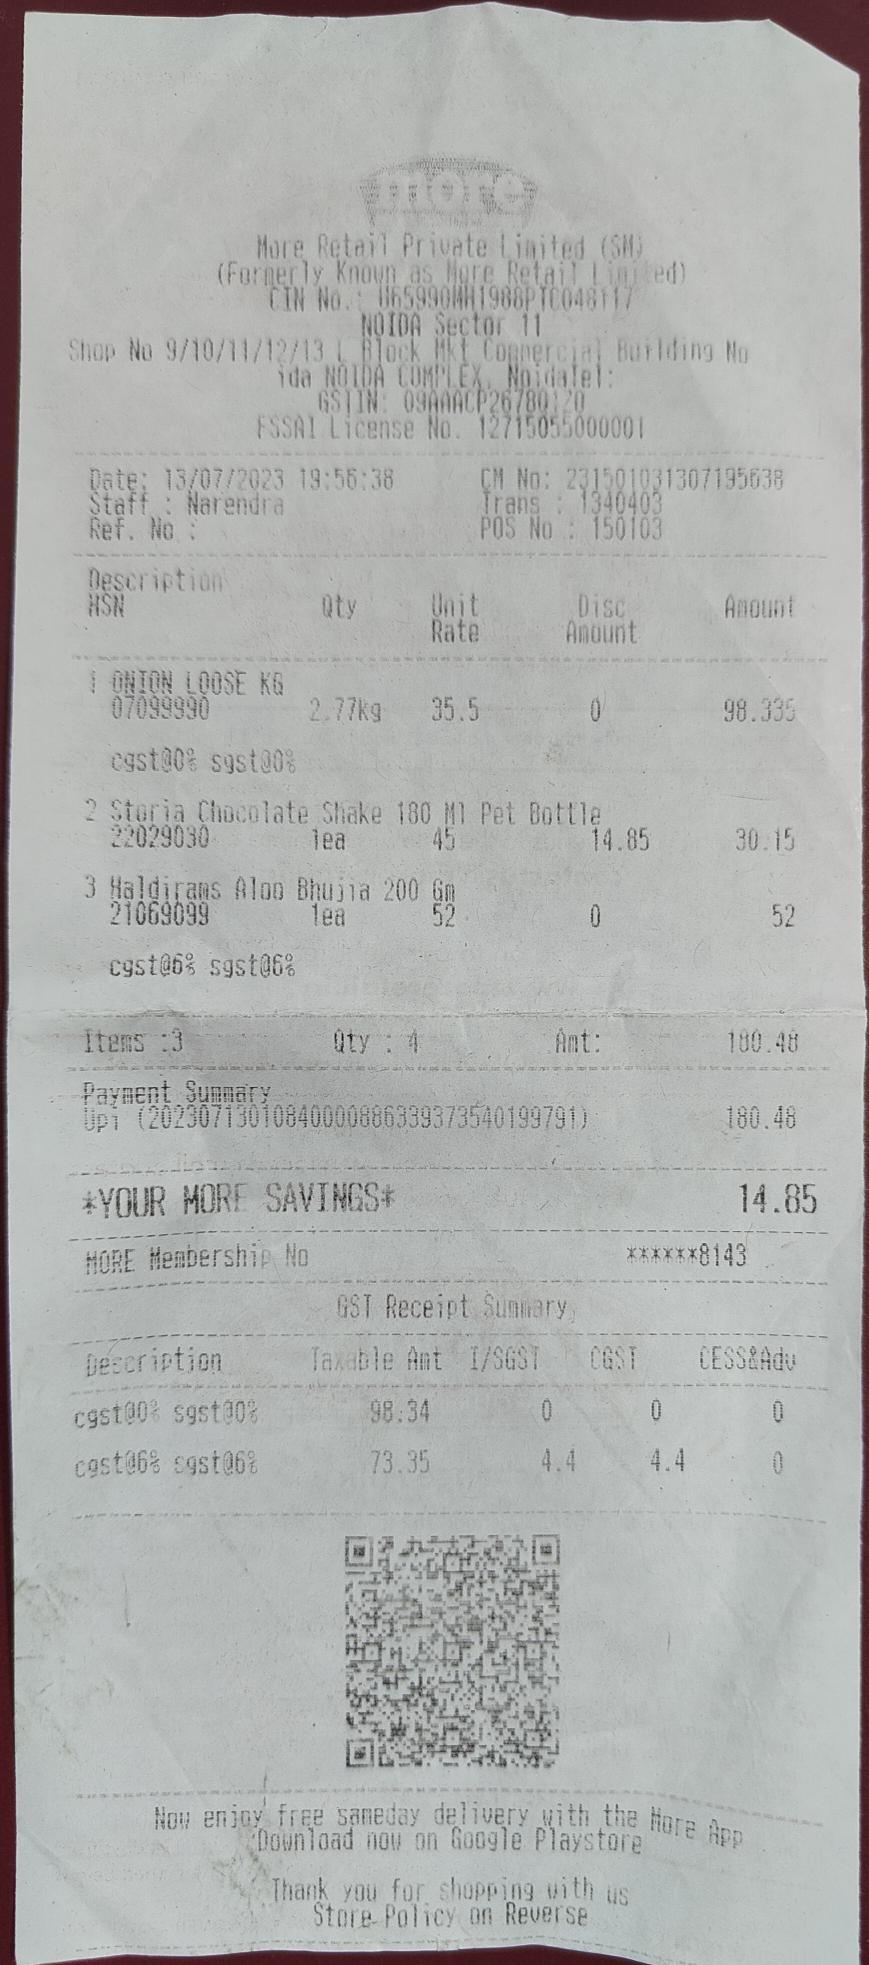 more
More Retail Private Limited (SM)
(Formerly Known as More Retail Limited)
CIN No.: U65990MH1988PTC048117
NOIDA Sector 11
Shop No 9/10/11/12/13 L Block Mkt Commercial Building No
ida NOIDA COMPLEX, NoidaTel:
GSTIN: 09AAACP2678Q1Z0
FSSAI License No. 12715055000001
Date: 13/07/2023 19:56:38 CM No: 231501031307195638
Staff : Narendra Trans : 1340403
Ref. No : POS No : 150103
Description
HSN Qty Unit Disc Amount
Rate Amount
1 ONION LOOSE KG
07099990 2.77kg 35.5 0 98.335
cgst@0% sgst@0%
2 Storia Chocolate Shake 180 Ml Pet Bottle
22029030 1ea 45 14.85 30.15
3 Haldirams Aloo Bhujia 200 Gm
21069099 1ea 52 0 52
cgst@6% sgst@6%
Items :3 Qty : 4 Amt: 180.48
Payment Summary
Upi (20230713010840000886339373540199791) 180.48
*YOUR MORE SAVINGS* 14.85
MORE Membership No ******8143
GST Receipt Summary
Description Taxable Amt I/SGST CGST CESS&Adv
cgst@0% sgst@0% 98.34 0 0 0
cgst@6% sgst@6% 73.35 4.4 4.4 0
Now enjoy free sameday delivery with the More App
Download now on Google Playstore
Thank you for shopping with us
Store Policy on Reverse